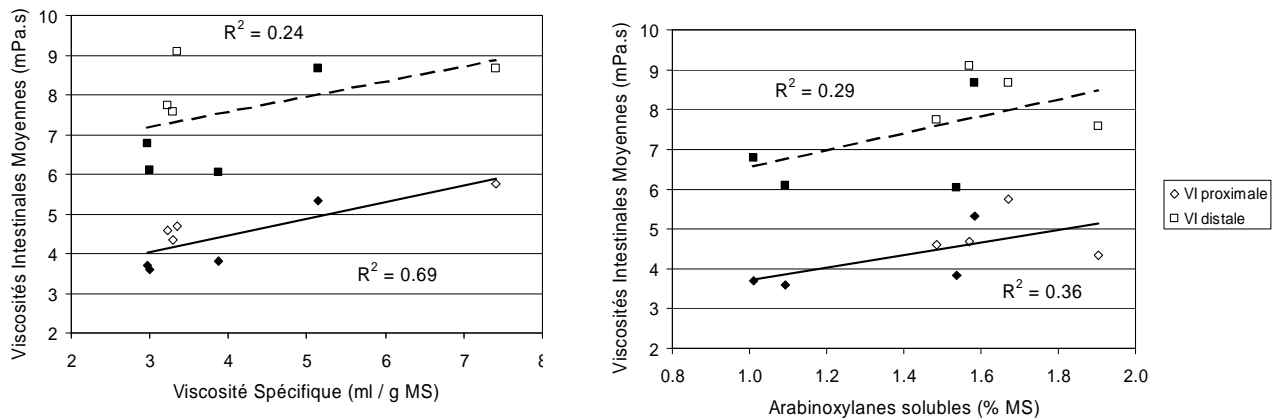 Viscosités Intestinales Moyennes (mPa.s)
10
9
8
7
6
5
4
3
2
R² = 0.24
R² = 0.69
2 3 4 5 6 7 8
Viscosité Spécifique (ml / g MS)
Viscosités Intestinales Moyennes (mPa.s)
10
9
8
7
6
5
4
3
2
R² = 0.29
R² = 0.36
0.8 1.0 1.2 1.4 1.6 1.8 2.0
Arabinoxylanes solubles (% MS)
VI proximale
VI distale